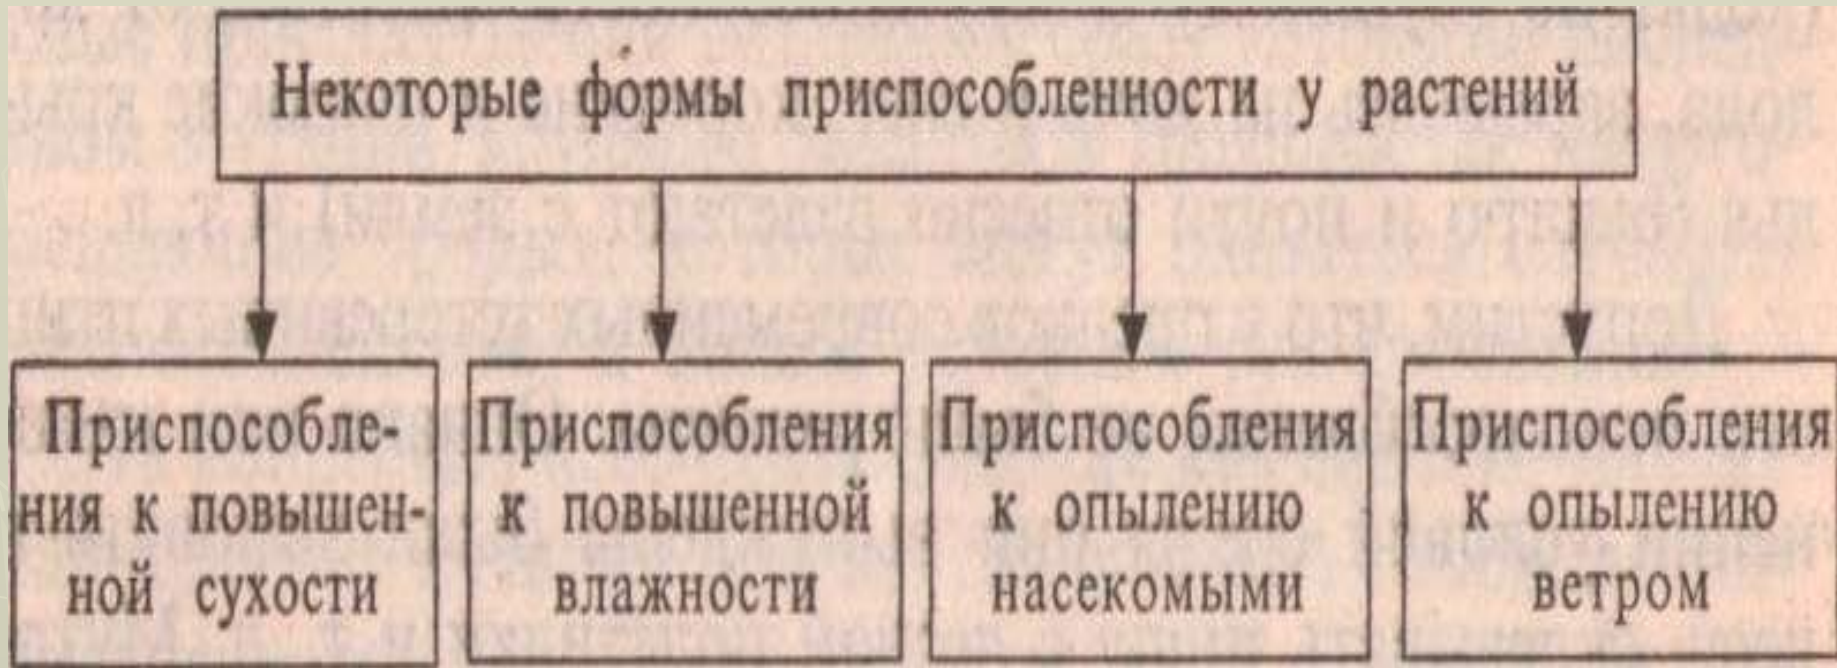 Некоторые формы приспособленности у растений
Приспособле-
ния к повышен-
ной сухости
Приспособления
к повышенной
влажности
Приспособления
к опылению
насекомыми
Приспособления
к опылению
ветром